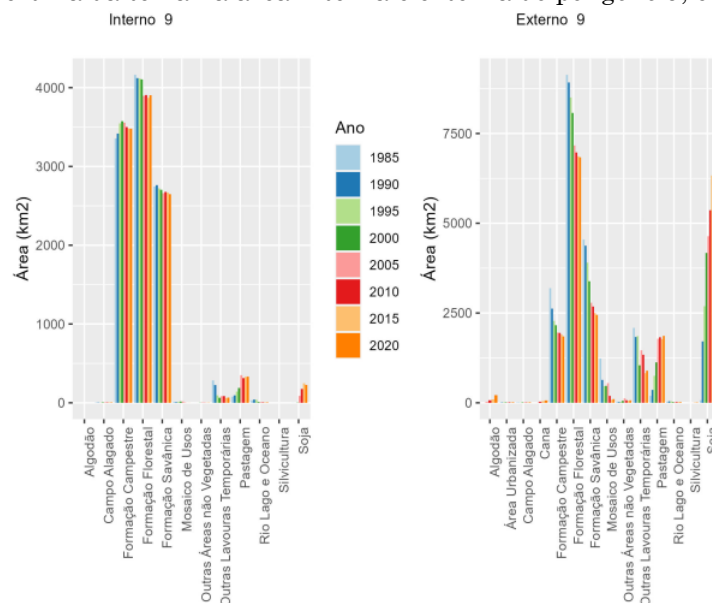 Interno 9
Externo 9
Área (km2)
4000
3000
2000
1000
0
Algodão
Campo Alagado
Formação Campestre
Formação Florestal
Formação Savânica
Mosaico de Usos
Outras Áreas não Vegetadas
Outras Lavouras Temporárias
Pastagem
Rio Lago e Oceano
Silvicultura
Soja
Ano
1985
1990
1995
2000
2005
2010
2015
2020
Área (km2)
7500
5000
2500
0
Algodão
Área Urbanizada
Campo Alagado
Cana
Formação Campestre
Formação Florestal
Formação Savânica
Mosaico de Usos
Outras Áreas não Vegetadas
Outras Lavouras Temporárias
Pastagem
Rio Lago e Oceano
Silvicultura